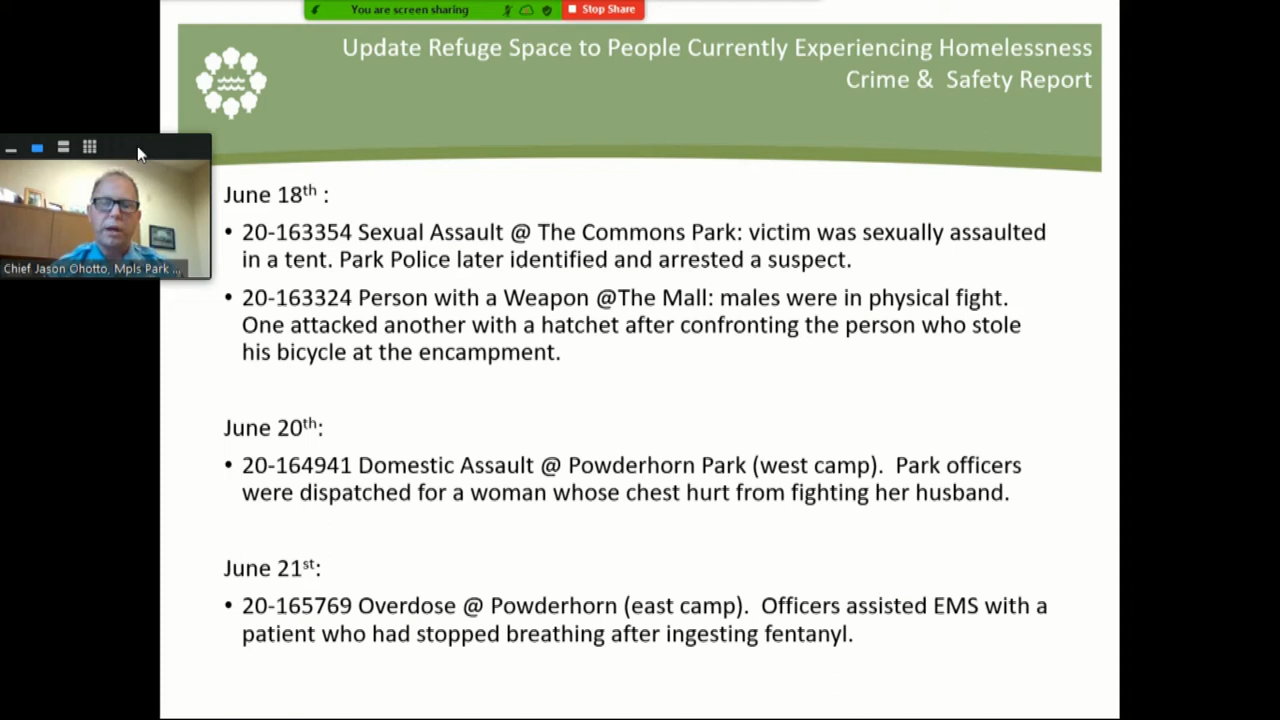 You are screen sharing
Stop Share
Update Refuge Space to People Currently Experiencing Homelessness
Crime & Safety Report
Chief Jason Ohotto, Mpls Park ...
June 18th :
• 20-163354 Sexual Assault @ The Commons Park: victim was sexually assaulted
in a tent. Park Police later identified and arrested a suspect.
• 20-163324 Person with a Weapon @The Mall: males were in physical fight.
One attacked another with a hatchet after confronting the person who stole
his bicycle at the encampment.
June 20th:
• 20-164941 Domestic Assault @ Powderhorn Park (west camp). Park officers
were dispatched for a woman whose chest hurt from fighting her husband.
June 21st:
• 20-165769 Overdose @ Powderhorn (east camp). Officers assisted EMS with a
patient who had stopped breathing after ingesting fentanyl.